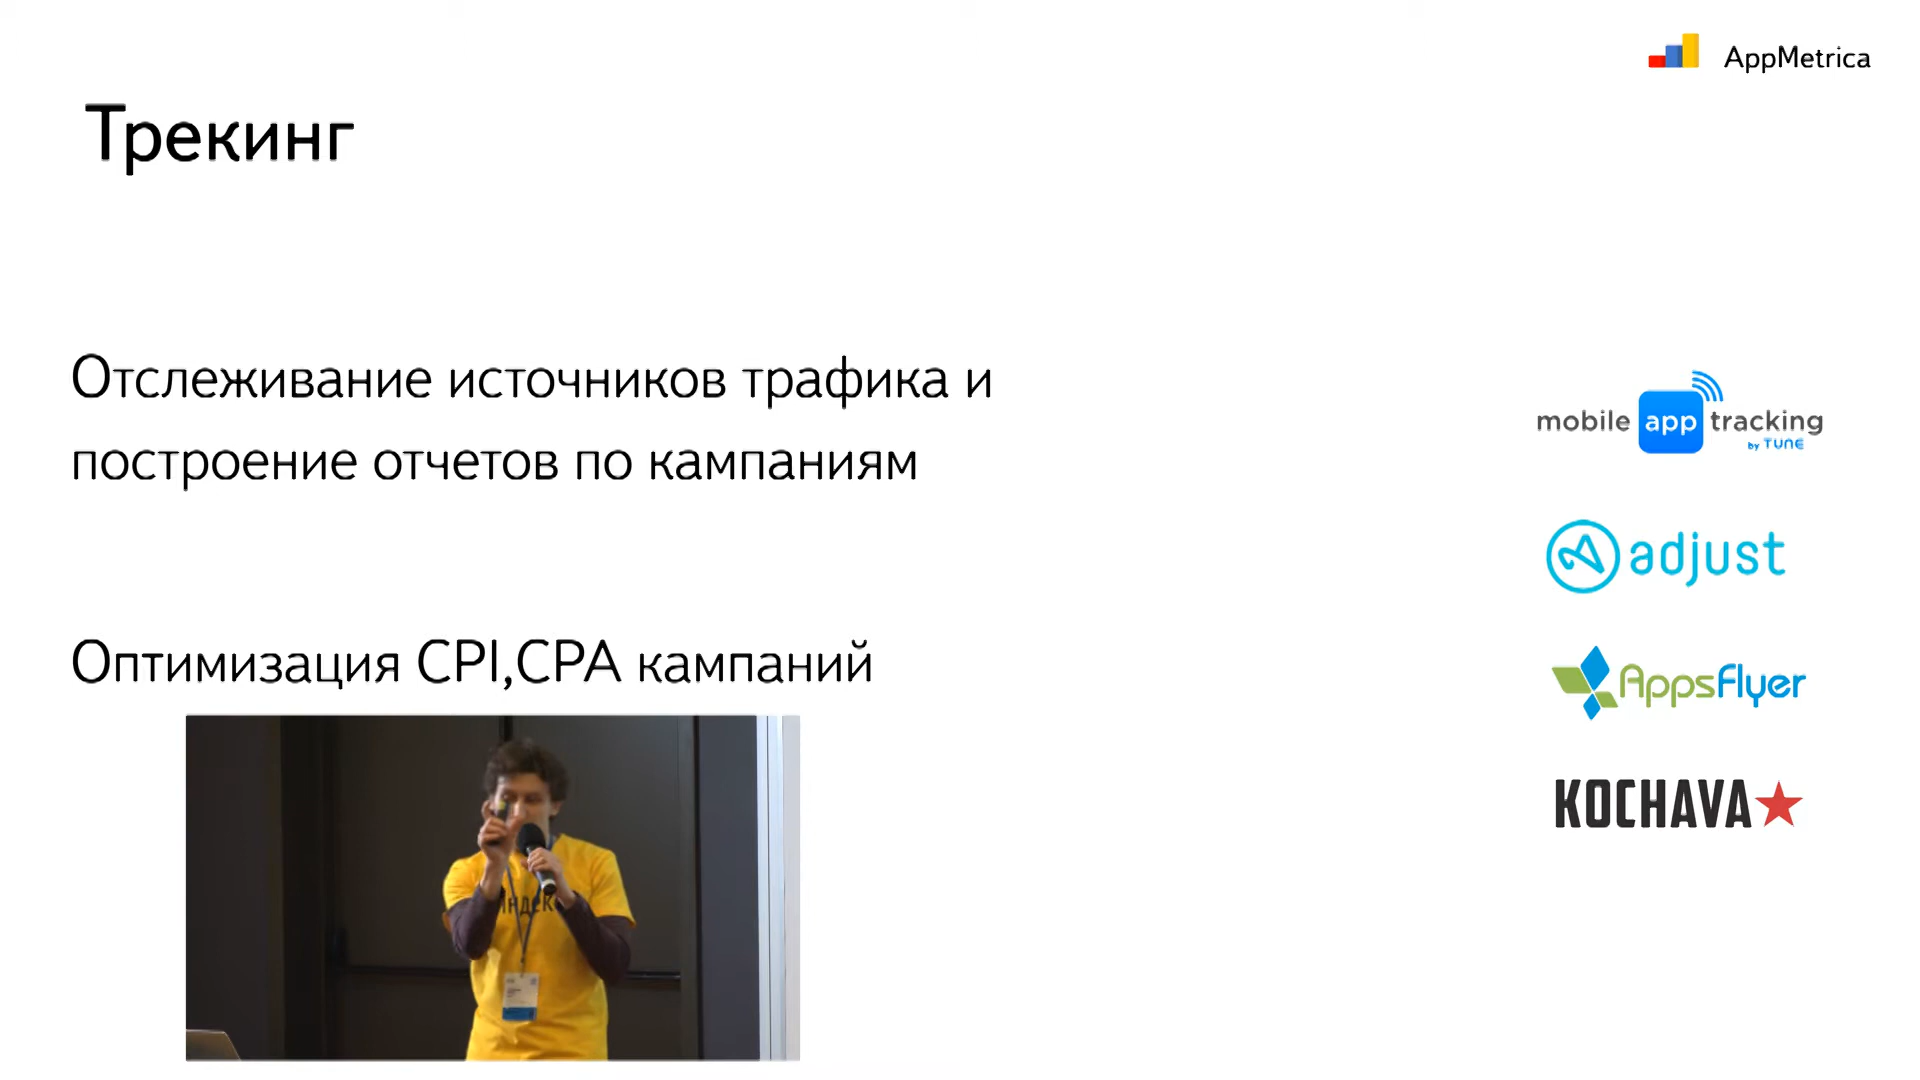 AppMetrica
Трекинг
Отслеживание источников трафика и
построение отчетов по кампаниям
Оптимизация CPI,CPA кампаний
mobile app tracking
by TUNE
adjust
AppsFlyer
KOCHAVA